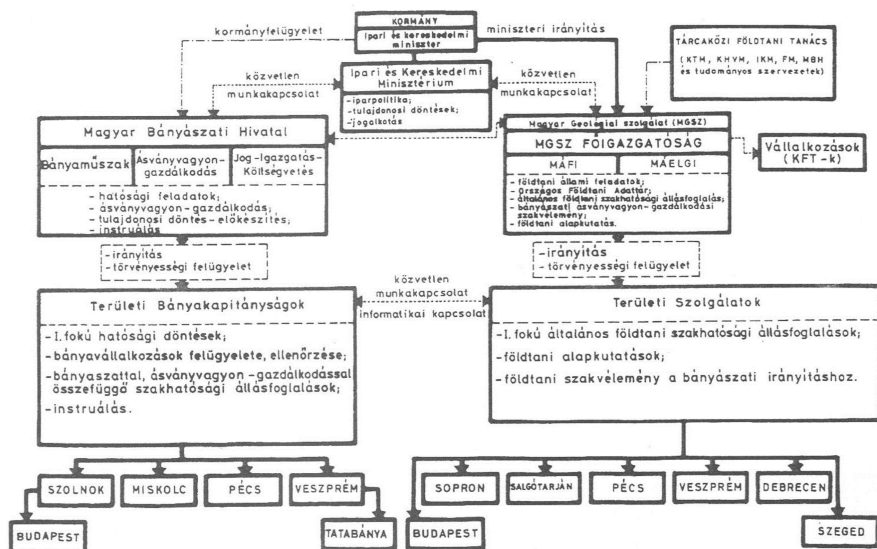 KORMÁNY
Ipari és kereskedelmi
miniszter
kormányfelügyelet
miniszteri irányítás
TÁRCAKÖZI FÖLDTANI TANÁCS
(KTM, KHVM, IKM, FM, MBH
és tudományos szervezetek)
Ipari és Kereskedelmi
Minisztérium
-iparpolitika;
-tulajdonosi döntések;
-jogalkotás
közvetlen
munkakapcsolat
közvetlen
munkakapcsolat
Magyar Bányászati Hivatal
Bányaműszak
Ásványvagyon-
gazdálkodás
Jog-Igazgatás-
Költségvetés
-hatósági feladatok;
-ásványvagyon-gazdálkodás;
-tulajdonosi döntés-előkészítés;
-instruálás
Magyar Geológiai szolgálat (MGSZ)
MGSZ FŐIGAZGATÓSÁG
MÁFI
MÁELGI
-földtani állami feladatok;
-Országos Földtani Adattár;
-általános földtani szakhatósági állásfoglalás;
-bányászati ásványvagyon-gazdálkodási
szakvélemény;
-földtani alapkutatás.
Vállalkozások
(KFT-k)
-irányítás
-törvényességi felügyelet
-irányítás
-törvényességi felügyelet
közvetlen
munkakapcsolat
informatikai kapcsolat
Területi Bányakapitányságok
-I.fokú hatósági döntések;
-bányavállalkozások felügyelete, ellenőrzése;
-bányaszattal, ásványvagyon-gazdálkodással
összefüggő szakhatósági állásfoglalások;
-instruálás.
Területi Szolgálatok
-I.fokú általános földtani szakhatósági állásfoglalások;
-földtani alapkutatások;
-földtani szakvélemény a bányászati irányításhoz.
SZOLNOK
MISKOLC
PÉCS
VESZPRÉM
BUDAPEST
TATABÁNYA
SOPRON
SALGÓTARJÁN
PÉCS
VESZPRÉM
DEBRECEN
BUDAPEST
SZEGED